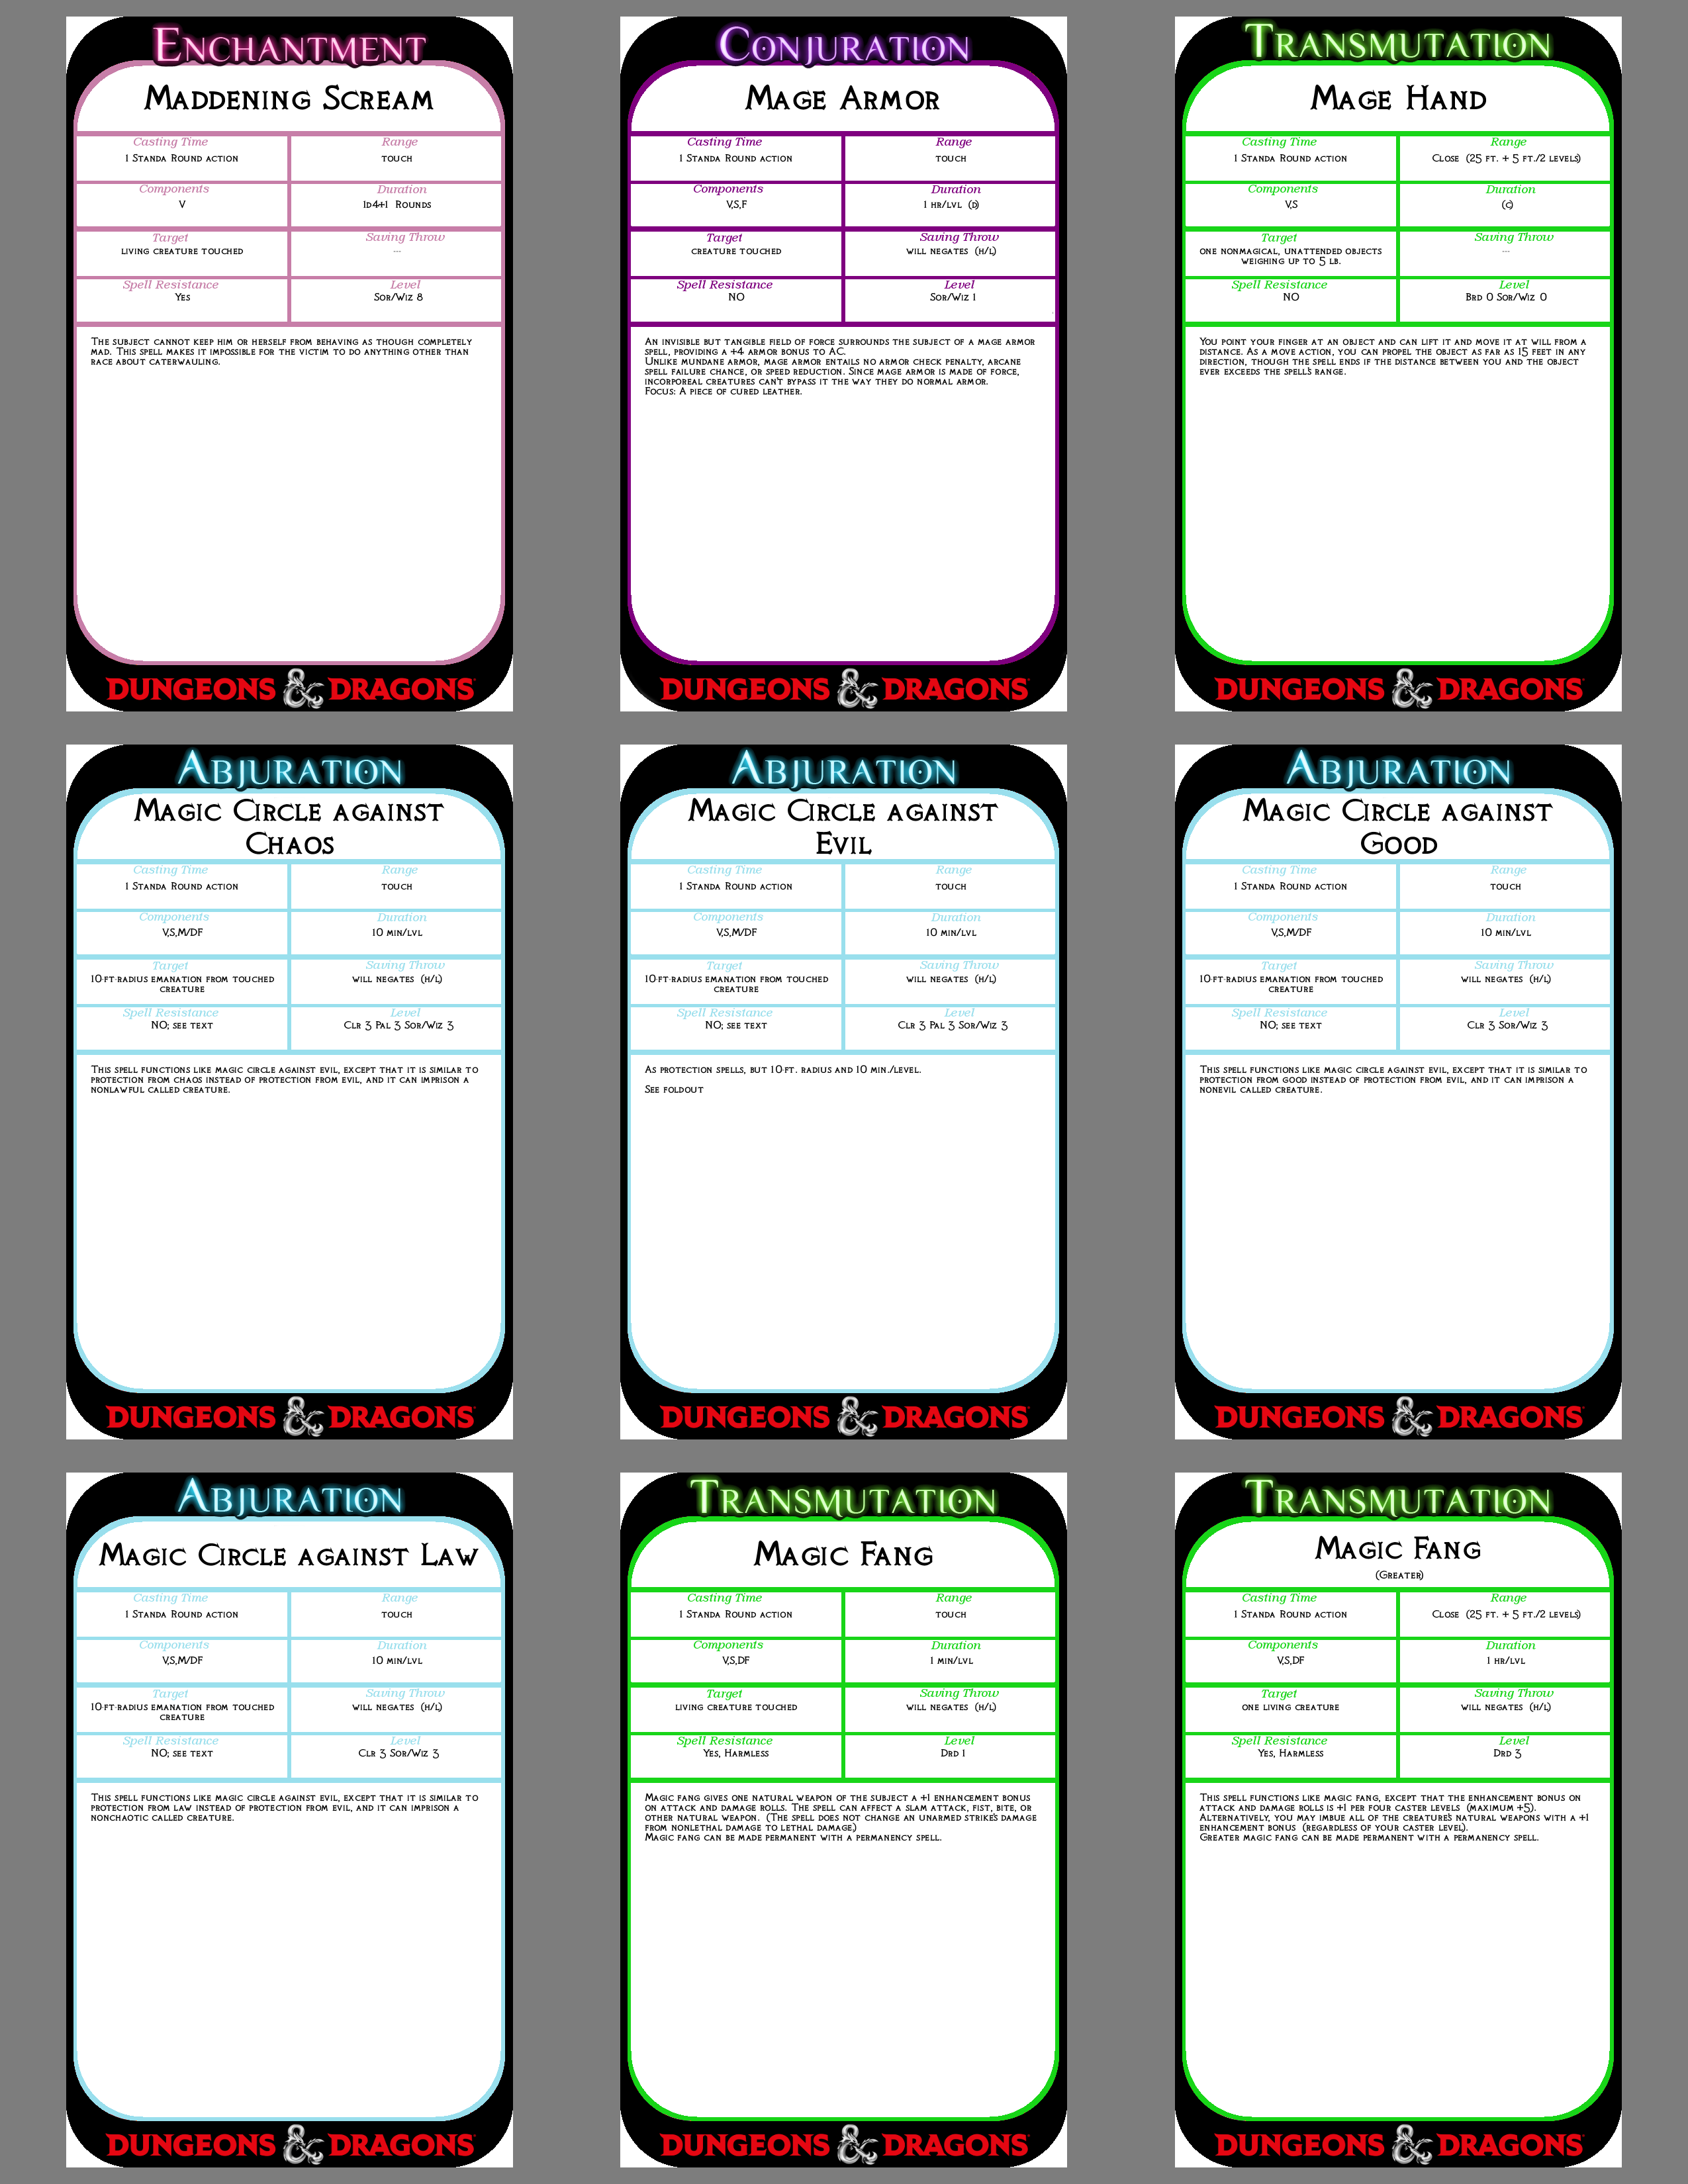 Enchantment
Maddening Scream
Casting Time
1 Standa Round action
Range
touch
Components
V
Duration
1d4+1 Rounds
Target
living creature touched
Saving Throw
---
Spell Resistance
Yes
Level
Sor/Wiz 8
The subject cannot keep him or herself from behaving as though completely
mad. This spell makes it impossible for the victim to do anything other than
race about caterwauling.
DUNGEONS & DRAGONS
Conjuration
Mage Armor
Casting Time
1 Standa Round action
Range
touch
Components
V,S,F
Duration
1 hr/lvl (D)
Target
creature touched
Saving Throw
will negates (h/l)
Spell Resistance
NO
Level
Sor/Wiz 1
An invisible but tangible field of force surrounds the subject of a mage armor
spell, providing a +4 armor bonus to AC.
Unlike mundane armor, mage armor entails no armor check penalty, arcane
spell failure chance, or speed reduction. Since mage armor is made of force,
incorporeal creatures can't bypass it the way they do normal armor.
Focus: A piece of cured leather.
DUNGEONS & DRAGONS
Transmutation
Mage Hand
Casting Time
1 Standa Round action
Range
Close (25 ft. + 5 ft./2 levels)
Components
V,S
Duration
(C)
Target
one nonmagical, unattended objects
weighing up to 5 lb.
Saving Throw
---
Spell Resistance
NO
Level
Brd 0 Sor/Wiz 0
You point your finger at an object and can lift it and move it at will from a
distance. As a move action, you can propel the object as far as 15 feet in any
direction, though the spell ends if the distance between you and the object
ever exceeds the spell's range.
DUNGEONS & DRAGONS
Abjuration
Magic Circle against
Chaos
Casting Time
1 Standa Round action
Range
touch
Components
V,S,M/DF
Duration
10 min/lvl
Target
10-ft-radius emanation from touched
creature
Saving Throw
will negates (h/l)
Spell Resistance
NO; see text
Level
Clr 3 Pal 3 Sor/Wiz 3
This spell functions like magic circle against evil, except that it is similar to
protection from chaos instead of protection from evil, and it can imprison a
nonlawful called creature.
DUNGEONS & DRAGONS
Abjuration
Magic Circle against
Evil
Casting Time
1 Standa Round action
Range
touch
Components
V,S,M/DF
Duration
10 min/lvl
Target
10-ft-radius emanation from touched
creature
Saving Throw
will negates (h/l)
Spell Resistance
NO; see text
Level
Clr 3 Pal 3 Sor/Wiz 3
As protection spells, but 10-ft. radius and 10 min./level.
See foldout
DUNGEONS & DRAGONS
Abjuration
Magic Circle against
Good
Casting Time
1 Standa Round action
Range
touch
Components
V,S,M/DF
Duration
10 min/lvl
Target
10-ft-radius emanation from touched
creature
Saving Throw
will negates (h/l)
Spell Resistance
NO; see text
Level
Clr 3 Sor/Wiz 3
This spell functions like magic circle against evil, except that it is similar to
protection from good instead of protection from evil, and it can imprison a
nonevil called creature.
DUNGEONS & DRAGONS
Abjuration
Magic Circle against Law
Casting Time
1 Standa Round action
Range
touch
Components
V,S,M/DF
Duration
10 min/lvl
Target
10-ft-radius emanation from touched
creature
Saving Throw
will negates (h/l)
Spell Resistance
NO; see text
Level
Clr 3 Sor/Wiz 3
This spell functions like magic circle against evil, except that it is similar to
protection from law instead of protection from evil, and it can imprison a
nonchaotic called creature.
DUNGEONS & DRAGONS
Transmutation
Magic Fang
Casting Time
1 Standa Round action
Range
touch
Components
V,S,DF
Duration
1 min/lvl
Target
living creature touched
Saving Throw
will negates (h/l)
Spell Resistance
Yes, Harmless
Level
Drd 1
Magic fang gives one natural weapon of the subject a +1 enhancement bonus
on attack and damage rolls. The spell can affect a slam attack, fist, bite, or
other natural weapon. (The spell does not change an unarmed strike's damage
from nonlethal damage to lethal damage.)
Magic fang can be made permanent with a permanency spell.
DUNGEONS & DRAGONS
Transmutation
Magic Fang
(Greater)
Casting Time
1 Standa Round action
Range
Close (25 ft. + 5 ft./2 levels)
Components
V,S,DF
Duration
1 hr/lvl
Target
one living creature
Saving Throw
will negates (h/l)
Spell Resistance
Yes, Harmless
Level
Drd 3
This spell functions like magic fang, except that the enhancement bonus on
attack and damage rolls is +1 per four caster levels (maximum +5).
Alternatively, you may imbue all of the creature's natural weapons with a +1
enhancement bonus (regardless of your caster level).
Greater magic fang can be made permanent with a permanency spell.
DUNGEONS & DRAGONS